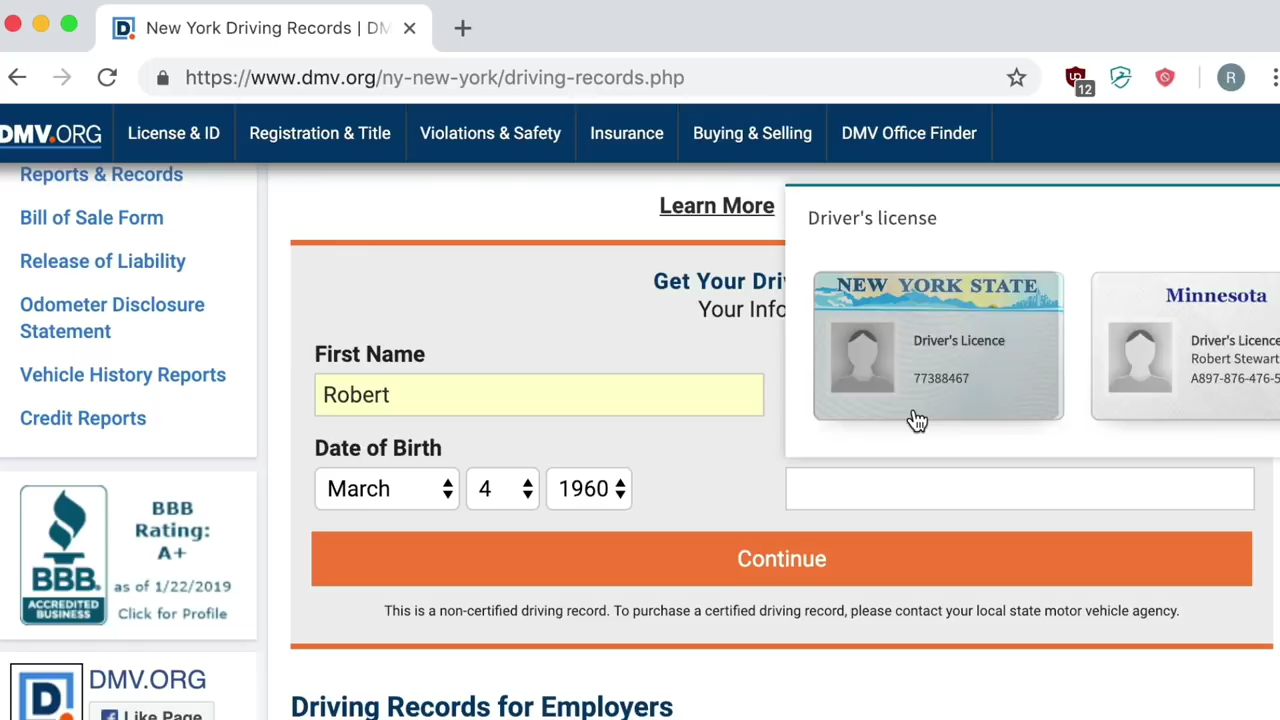 New York Driving Records | DM
https://www.dmv.org/ny-new-york/driving-records.php
12
R
DMV.ORG
License & ID
Registration & Title
Violations & Safety
Insurance
Buying & Selling
DMV Office Finder
Reports & Records
Bill of Sale Form
Release of Liability
Odometer Disclosure
Statement
Vehicle History Reports
Credit Reports
BBB
Rating:
A+
as of 1/22/2019
Click for Profile
BBB.
ACCREDITED
BUSINESS
DMV.ORG
Like Page
Learn More
Get Your Dri
Your Info
First Name
Robert
Date of Birth
March
4
1960
Continue
This is a non-certified driving record. To purchase a certified driving record, please contact your local state motor vehicle agency.
Driving Records for Employers
Driver's license
NEW YORK STATE
Driver's Licence
77388467
Minnesota
Driver's Licence
Robert Stewart
A897-876-476-5